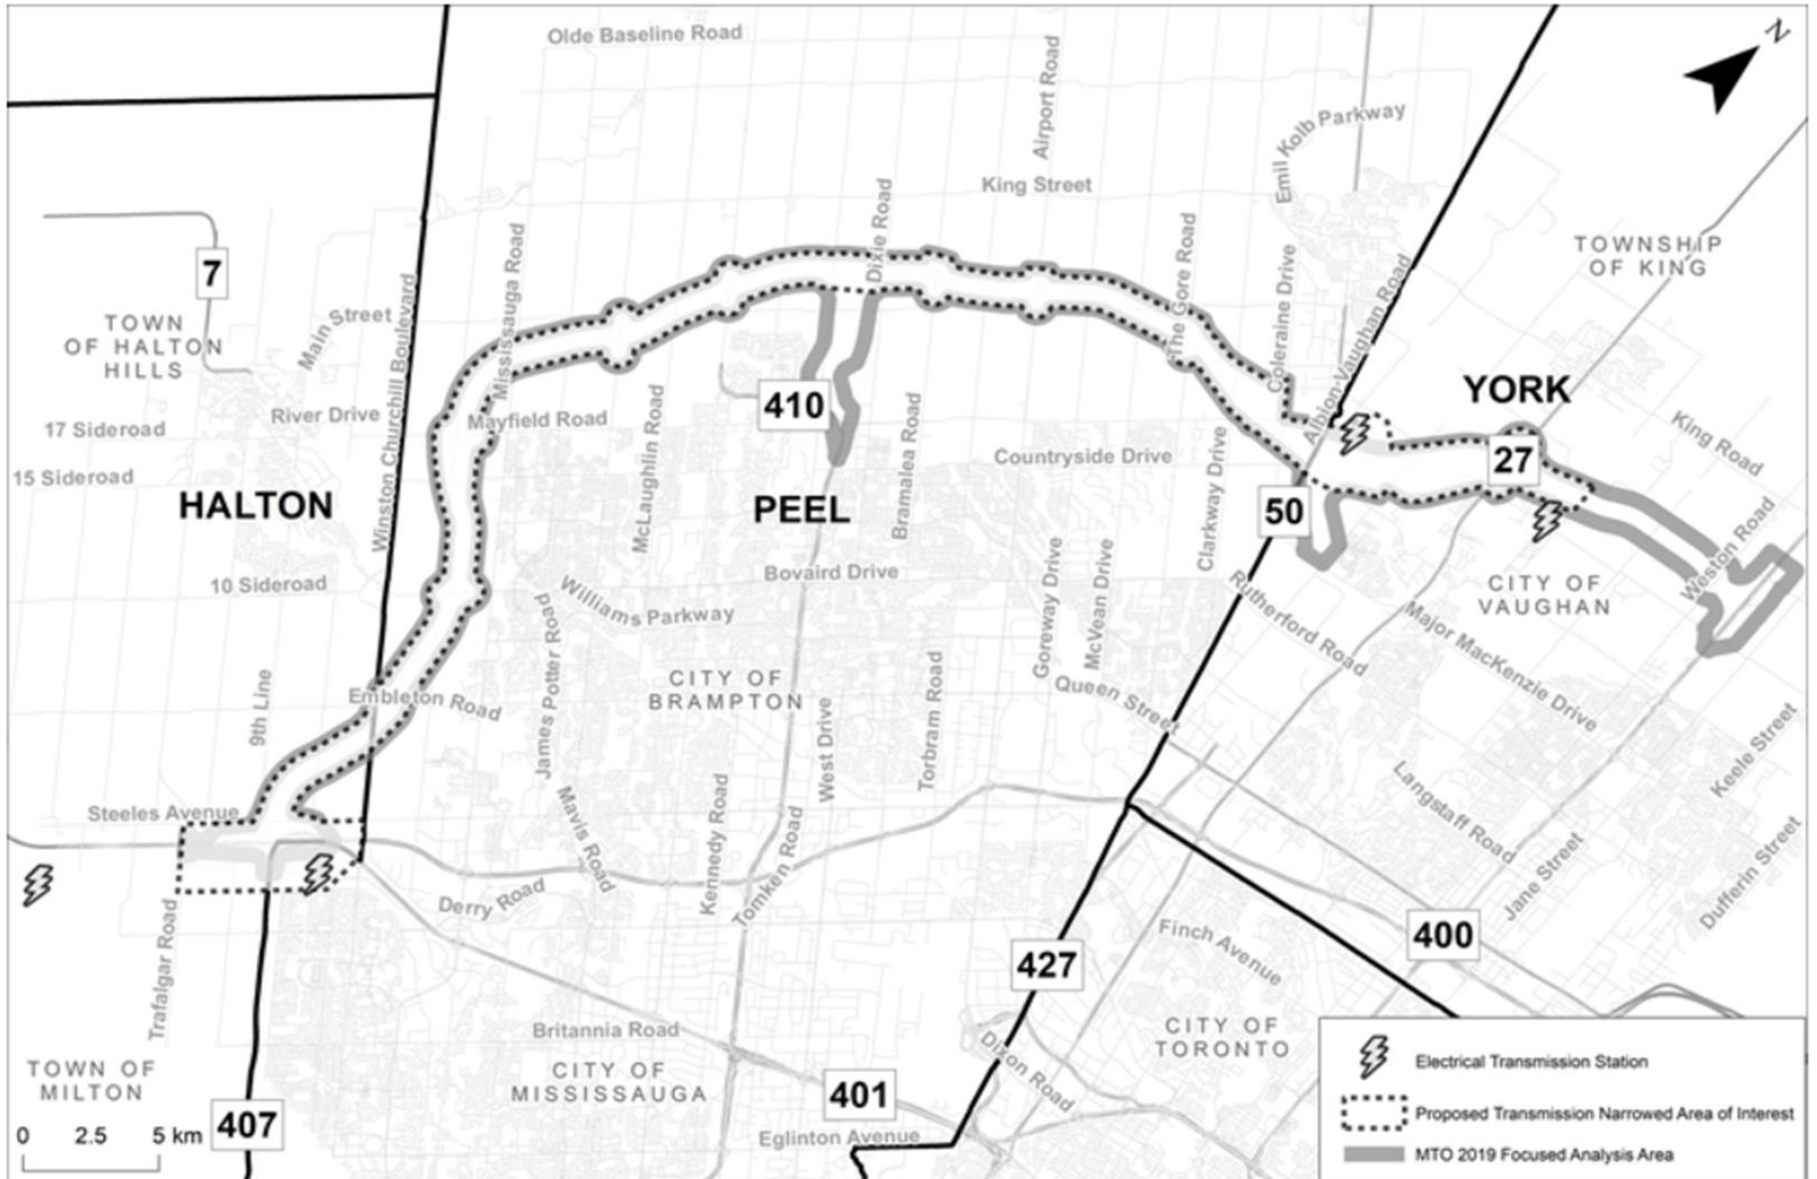 Olde Baseline Road
N
Airport Road
Emil Kolb Parkway
King Street
Dixie Road
The Gore Road
Mississauga Road
Coleraine Drive
Albion-Vaughan Road
TOWNSHIP
OF KING
7
TOWN
OF HALTON
HILLS
Main Street
Winston Churchill Boulevard
YORK
410
River Drive
Mayfield Road
McLaughlin Road
Bramalea Road
17 Sideroad
15 Sideroad
Countryside Drive
Clarkway Drive
27
King Road
HALTON
PEEL
50
Weston Road
10 Sideroad
Bovaird Drive
Williams Parkway
Goreway Drive
McVean Drive
Rutherford Road
CITY OF
VAUGHAN
Major MacKenzie Drive
James Potter Road
CITY OF
BRAMPTON
Embleton Road
9th Line
Torbram Road
Queen Street
West Drive
Keele Street
Steeles Avenue
Mavis Road
Kennedy Road
Tomken Road
Langstaff Road
Jane Street
Dufferin Street
Derry Road
Trafalgar Road
Finch Avenue
400
427
Britannia Road
CITY OF
MISSISSAUGA
CITY OF
TORONTO
Dixon Road
TOWN OF
MILTON
401
407
Eglinton Avenue
0 2.5 5 km
Electrical Transmission Station
Proposed Transmission Narrowed Area of Interest
MTO 2019 Focused Analysis Area